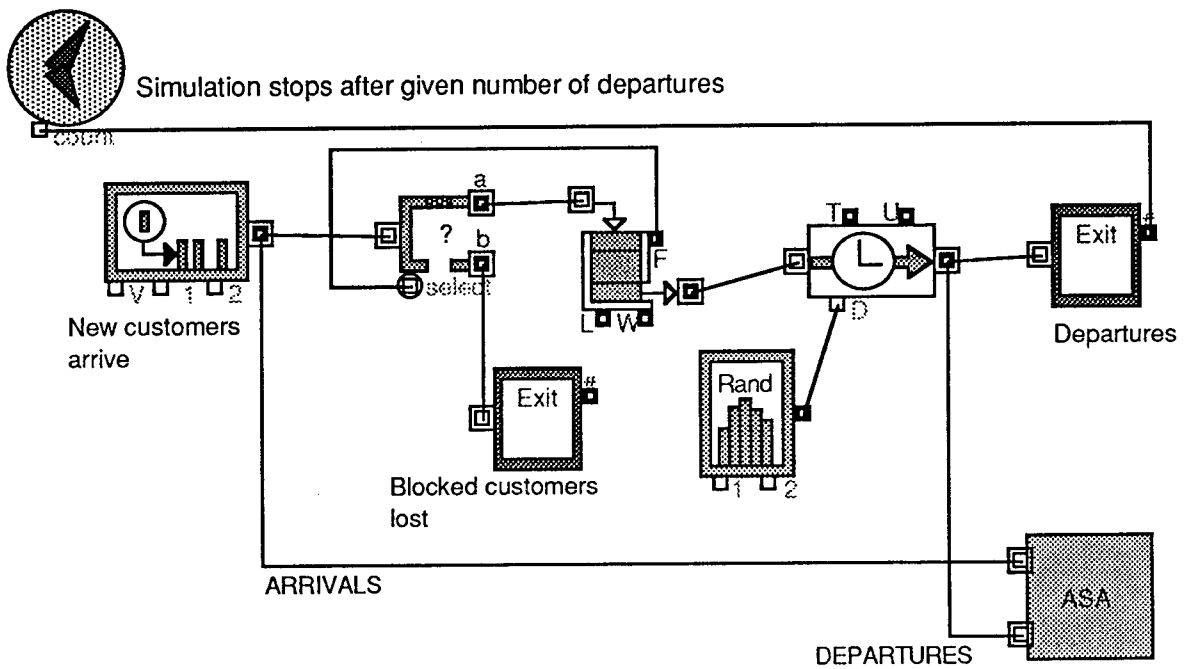 Simulation stops after given number of departures
count
a
?
b
select
F
L W
T U
D
Exit
#
V 1 2
New customers
arrive
Departures
Rand
1 2
Exit
#
Blocked customers
lost
ARRIVALS
ASA
DEPARTURES